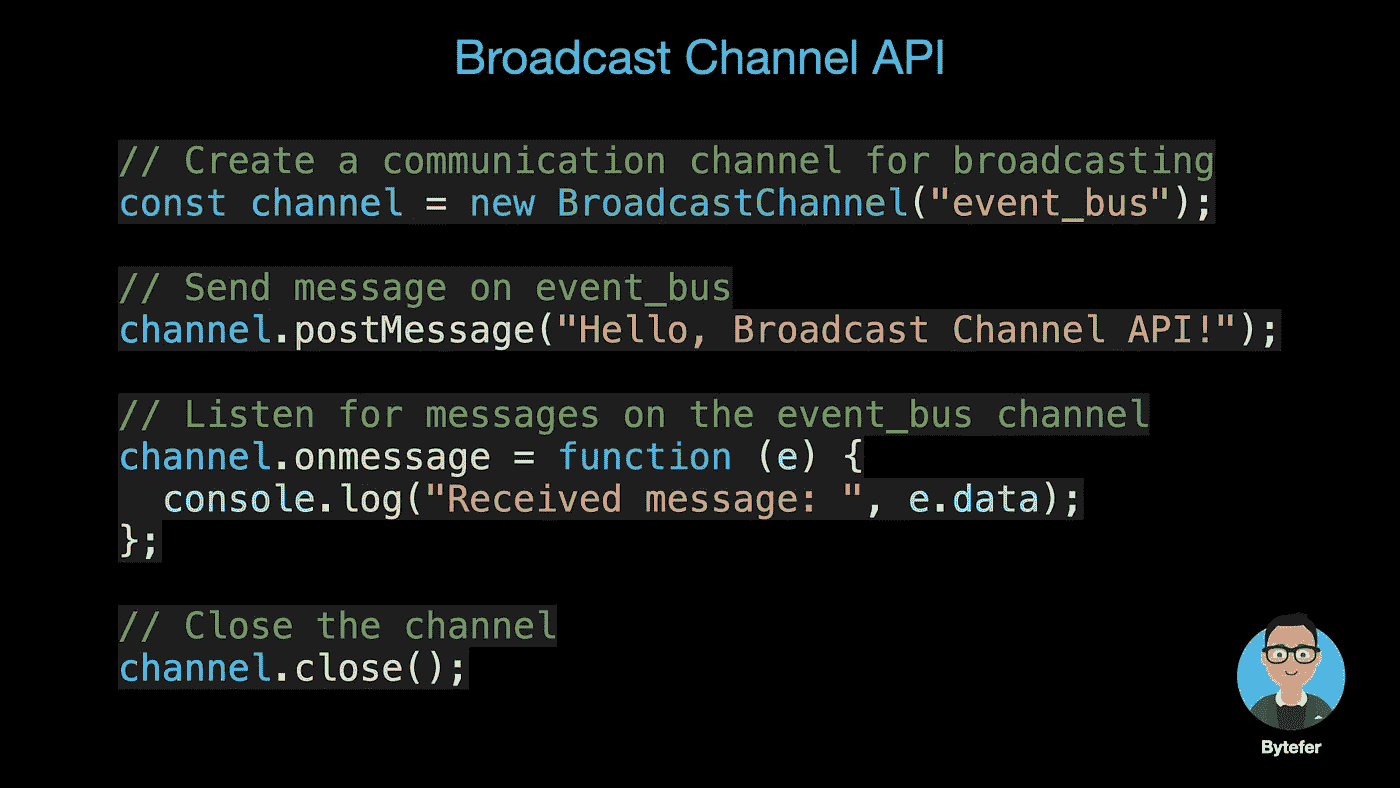 Broadcast Channel API
// Create a communication channel for broadcasting
const channel = new BroadcastChannel("event_bus");
// Send message on event_bus
channel.postMessage("Hello, Broadcast Channel API!");
// Listen for messages on the event_bus channel
channel.onmessage = function (e) {
  console.log("Received message: ", e.data);
};
// Close the channel
channel.close();
Bytefer